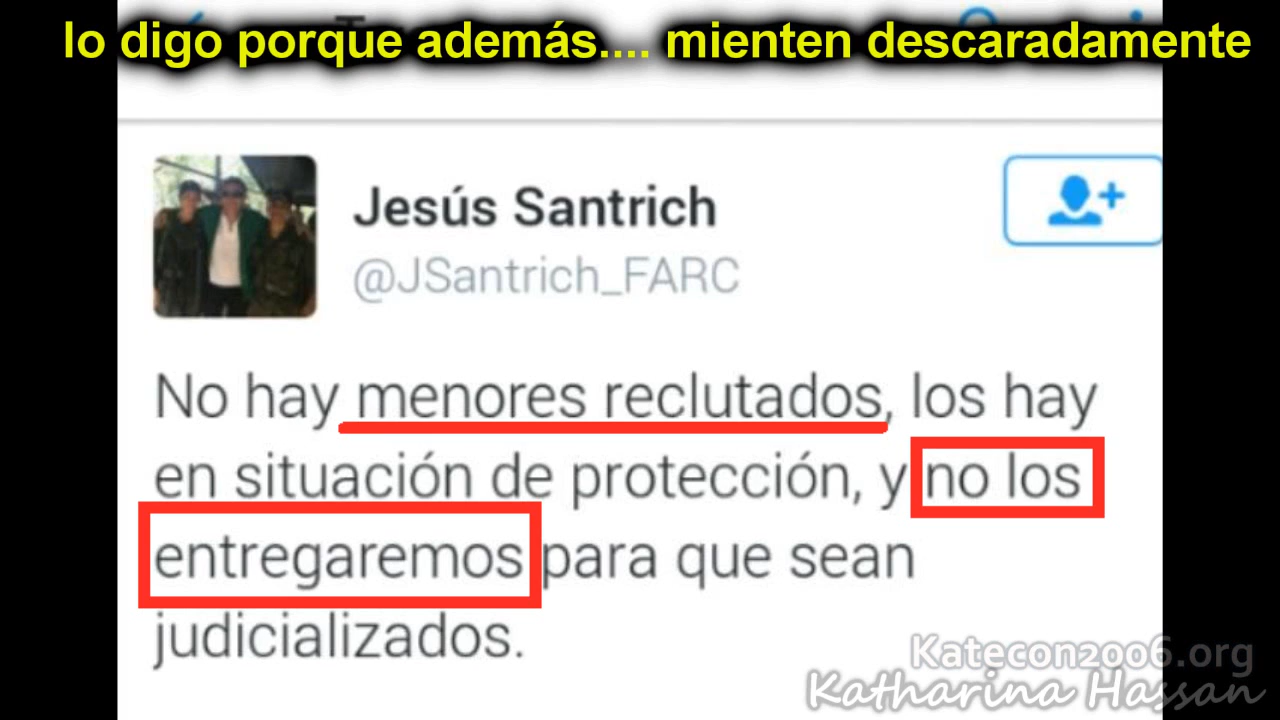 lo digo porque además.... mienten descaradamente
Jesús Santrich
@JSantrich_FARC
No hay menores reclutados, los hay
en situación de protección, y no los
entregaremos para que sean
judicializados.
Katecon2006.org
Katharina Hassan